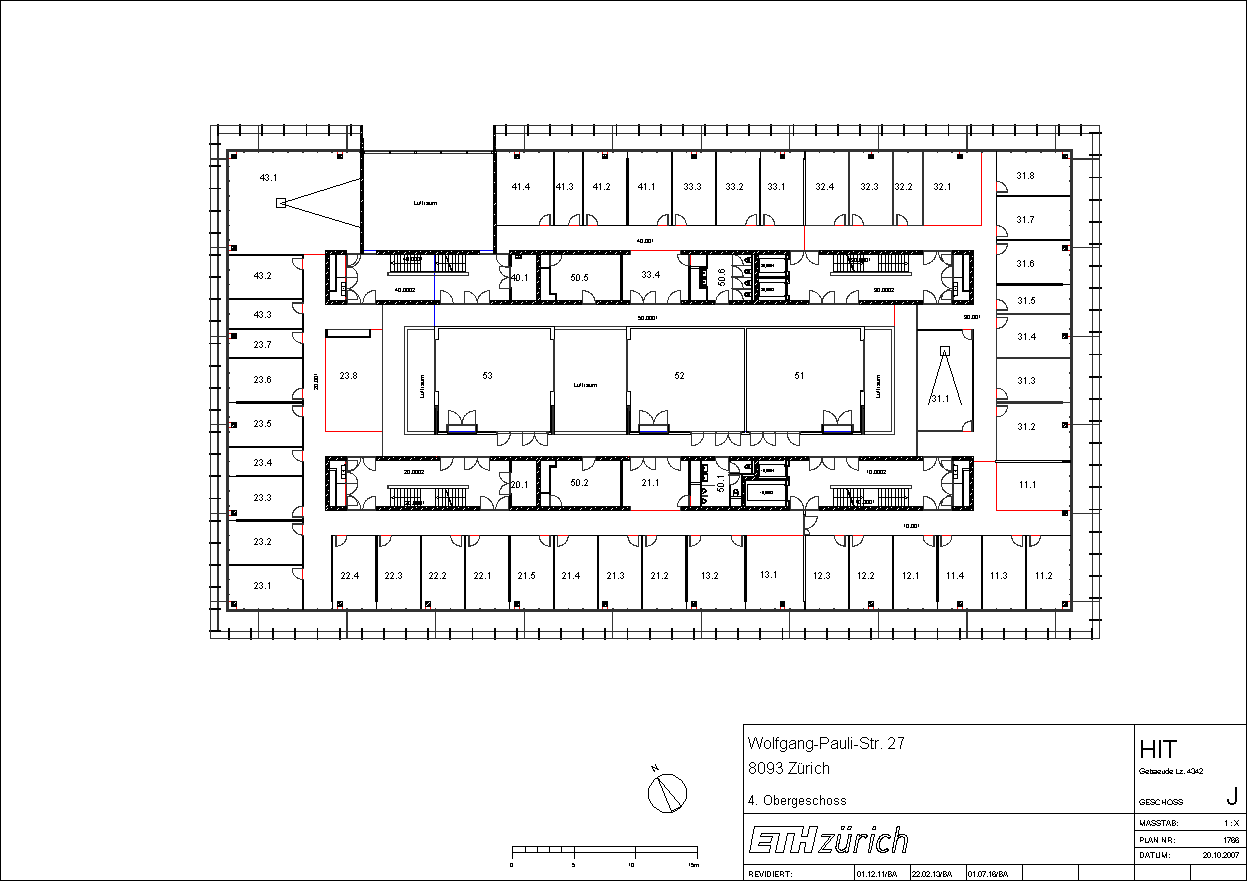 43.1
Luftraum
41.4 41.3 41.2 41.1 33.3 33.2 33.1 32.4 32.3 32.2 32.1
31.8
31.7
40.001
43.2
40.0002
40.1
50.5
33.4
50.6
30.0002
31.6
43.3
31.5
50.0001
30.001
23.7
31.4
20.001
23.6
23.8
Luftraum
53
Luftraum
52
51
Luftraum
31.1
31.3
23.5
31.2
23.4
23.3
20.0002
20.1
50.2
21.1
50.1
10.0002
11.1
23.2
10.001
23.1
22.4 22.3 22.2 22.1 21.5 21.4 21.3 21.2 13.2 13.1 12.3 12.2 12.1 11.4 11.3 11.2
N
0 5 10 15m
Wolfgang-Pauli-Str. 27
8093 Zürich
4. Obergeschoss
ETH zürich
REVIDIERT: 01.12.11/BA 22.02.13/BA 01.07.16/BA
HIT
Gebaeude Lz. 4342
GESCHOSS J
MASSTAB: 1 : X
PLAN NR: 1766
DATUM: 20.10.2007